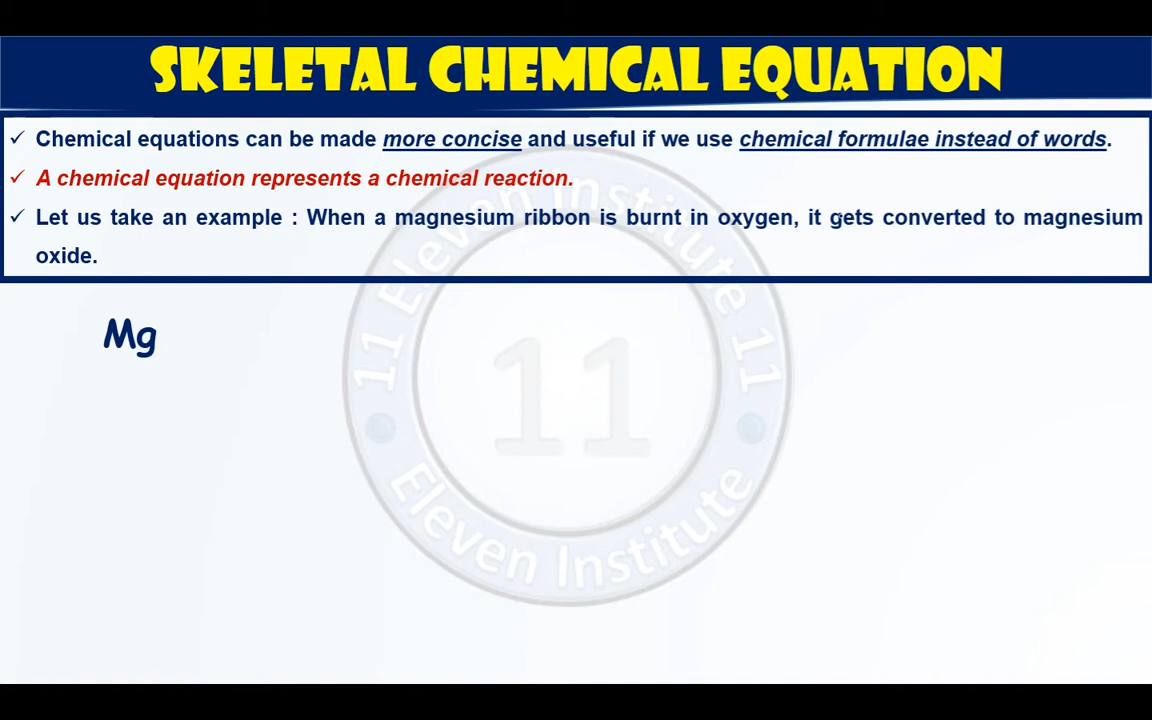 SKELETAL CHEMICAL EQUATION
✓ Chemical equations can be made more concise and useful if we use chemical formulae instead of words.
✓ A chemical equation represents a chemical reaction.
✓ Let us take an example : When a magnesium ribbon is burnt in oxygen, it gets converted to magnesium
oxide.
Mg
11 Eleven Institute 11
11
Eleven Institute